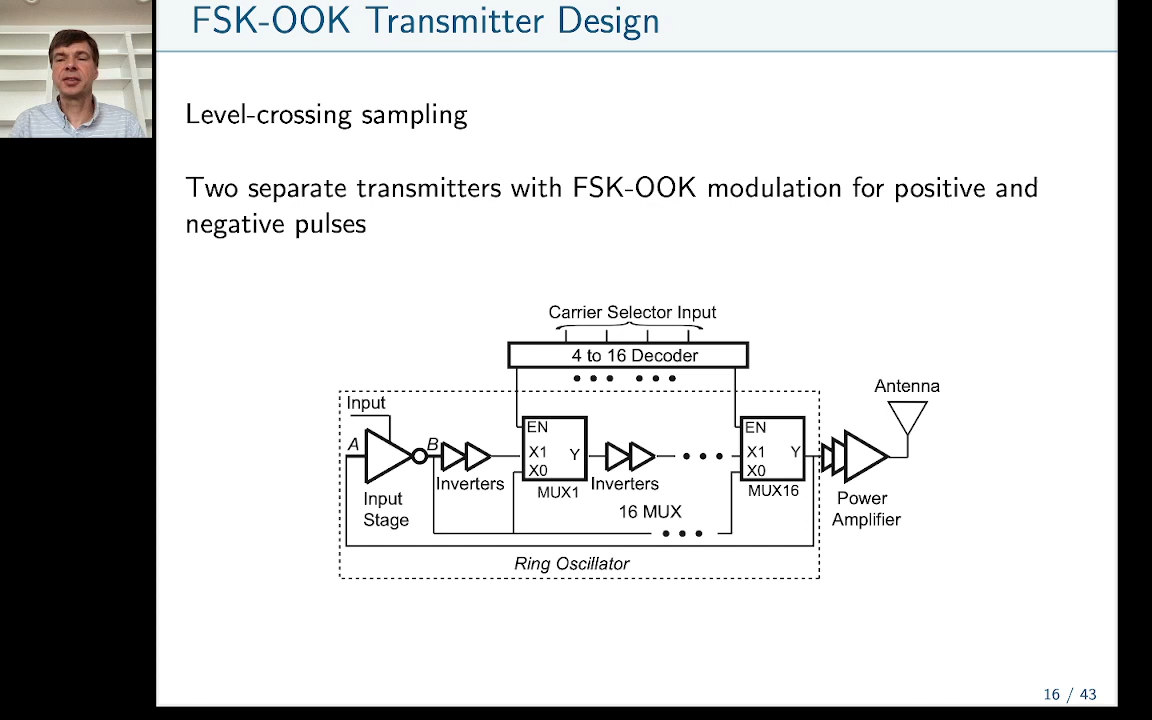 FSK-OOK Transmitter Design
Level-crossing sampling
Two separate transmitters with FSK-OOK modulation for positive and
negative pulses
Carrier Selector Input
4 to 16 Decoder
Antenna
Input
A
B
EN
X1
X0
Y
MUX1
EN
X1
X0
Y
MUX16
Inverters
Inverters
Input
Stage
16 MUX
Power
Amplifier
Ring Oscillator
16 / 43